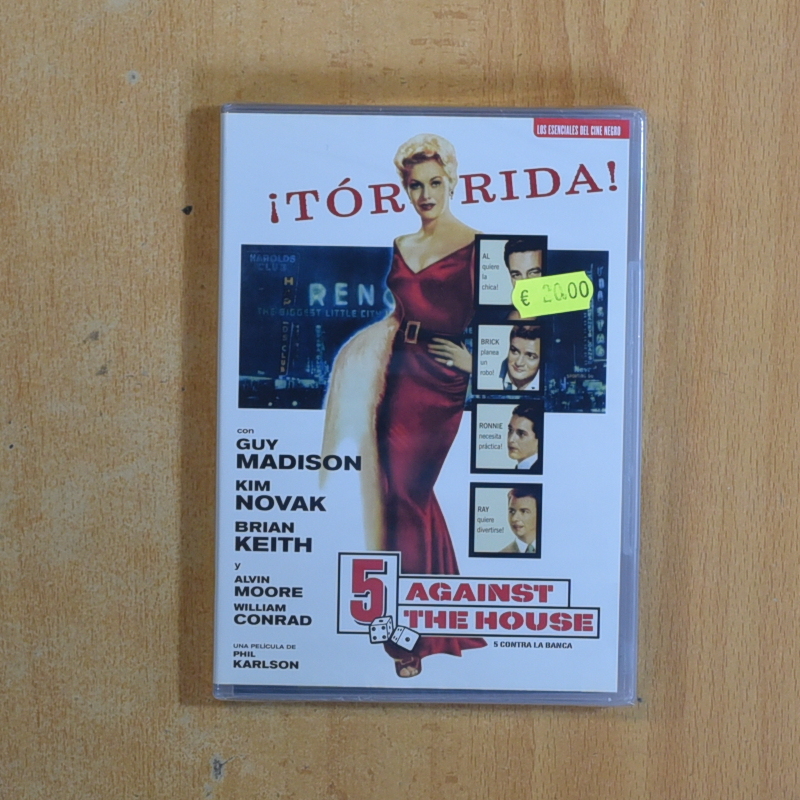 LOS ESENCIALES DEL CINE NEGRO
¡TÓRRIDA!
HAROLDS
CLUB
RENO
THE BIGGEST LITTLE CITY
AL
quiere
la
chica!
€ 20.00
BRICK
planea
un
robo!
RONNIE
necesita
práctica!
RAY
quiere
divertirse!
con
GUY
MADISON
KIM
NOVAK
BRIAN
KEITH
y
ALVIN
MOORE
WILLIAM
CONRAD
UNA PELÍCULA DE
PHIL
KARLSON
5 AGAINST
THE HOUSE
5 CONTRA LA BANCA